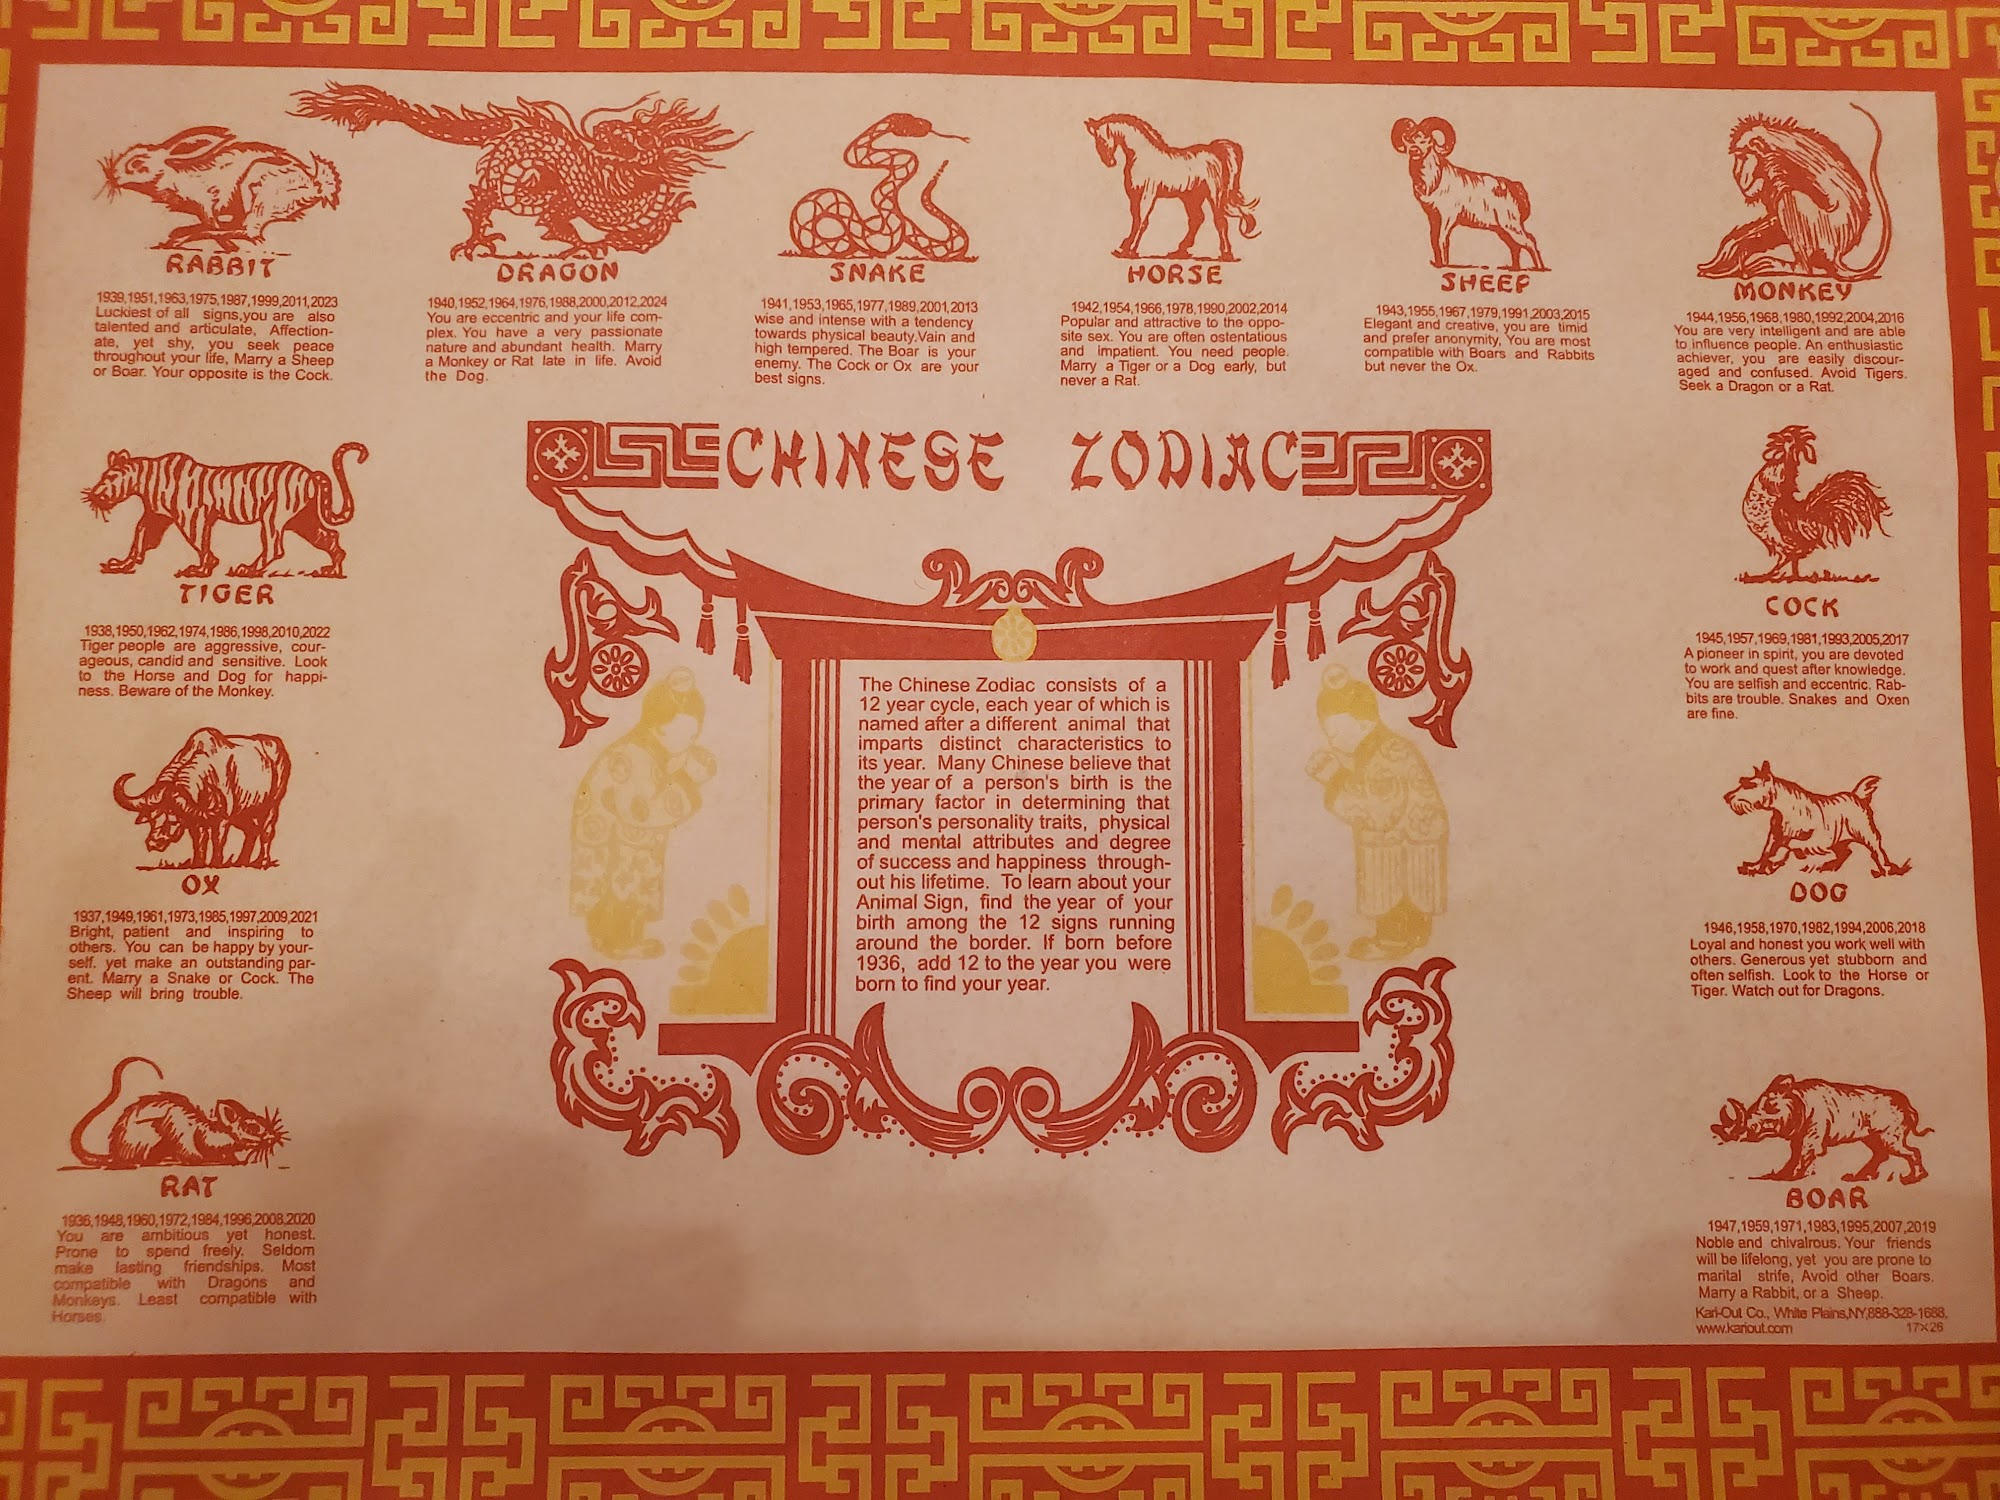 RABBIT
1939,1951,1963,1975,1987,1999,2011,2023
Luckiest of all signs,you are also
talented and articulate, Affection-
ate, yet shy, you seek peace
throughout your life, Marry a Sheep
or Boar. Your opposite is the Cock.
DRAGON
1940,1952,1964,1976,1988,2000,2012,2024
You are eccentric and your life com-
plex. You have a very passionate
nature and abundant health. Marry
a Monkey or Rat late in life. Avoid
the Dog.
SNAKE
1941,1953,1965,1977,1989,2001,2013
wise and intense with a tendency
towards physical beauty.Vain and
high tempered. The Boar is your
enemy. The Cock or Ox are your
best signs.
HORSE
1942,1954,1966,1978,1990,2002,2014
Popular and attractive to the oppo-
site sex. You are often ostentatious
and impatient. You need people.
Marry a Tiger or a Dog early, but
never a Rat.
SHEEP
1943,1955,1967,1979,1991,2003,2015
Elegant and creative, you are timid
and prefer anonymity, You are most
compatible with Boars and Rabbits
but never the Ox.
MONKEY
1944,1956,1968,1980,1992,2004,2016
You are very intelligent and are able
to influence people. An enthusiastic
achiever, you are easily discour-
aged and confused. Avoid Tigers.
Seek a Dragon or a Rat.
CHINESE ZODIAC
TIGER
1938,1950,1962,1974,1986,1998,2010,2022
Tiger people are aggressive, cour-
ageous, candid and sensitive. Look
to the Horse and Dog for happi-
ness. Beware of the Monkey.
OX
1937,1949,1961,1973,1985,1997,2009,2021
Bright, patient and inspiring to
others. You can be happy by your-
self. yet make an outstanding par-
ent. Marry a Snake or Cock. The
Sheep will bring trouble.
RAT
1936,1948,1960,1972,1984,1996,2008,2020
You are ambitious yet honest.
Prone to spend freely. Seldom
make lasting friendships. Most
compatible with Dragons and
Monkeys. Least compatible with
Horses.
The Chinese Zodiac consists of a
12 year cycle, each year of which is
named after a different animal that
imparts distinct characteristics to
its year. Many Chinese believe that
the year of a person's birth is the
primary factor in determining that
person's personality traits, physical
and mental attributes and degree
of success and happiness through-
out his lifetime. To learn about your
Animal Sign, find the year of your
birth among the 12 signs running
around the border. If born before
1936, add 12 to the year you were
born to find your year.
COCK
1945,1957,1969,1981,1993,2005,2017
A pioneer in spirit, you are devoted
to work and quest after knowledge.
You are selfish and eccentric. Rab-
bits are trouble. Snakes and Oxen
are fine.
DOG
1946,1958,1970,1982,1994,2006,2018
Loyal and honest you work well with
others. Generous yet stubborn and
often selfish. Look to the Horse or
Tiger. Watch out for Dragons.
BOAR
1947,1959,1971,1983,1995,2007,2019
Noble end chivalrous. Your friends
will be lifelong, yet you are prone to
marital strife, Avoid other Boars.
Marry a Rabbit, or a Sheep.
Kari-Out Co., White Plains,NY,888-328-1688,
www.kariout.com 17×26